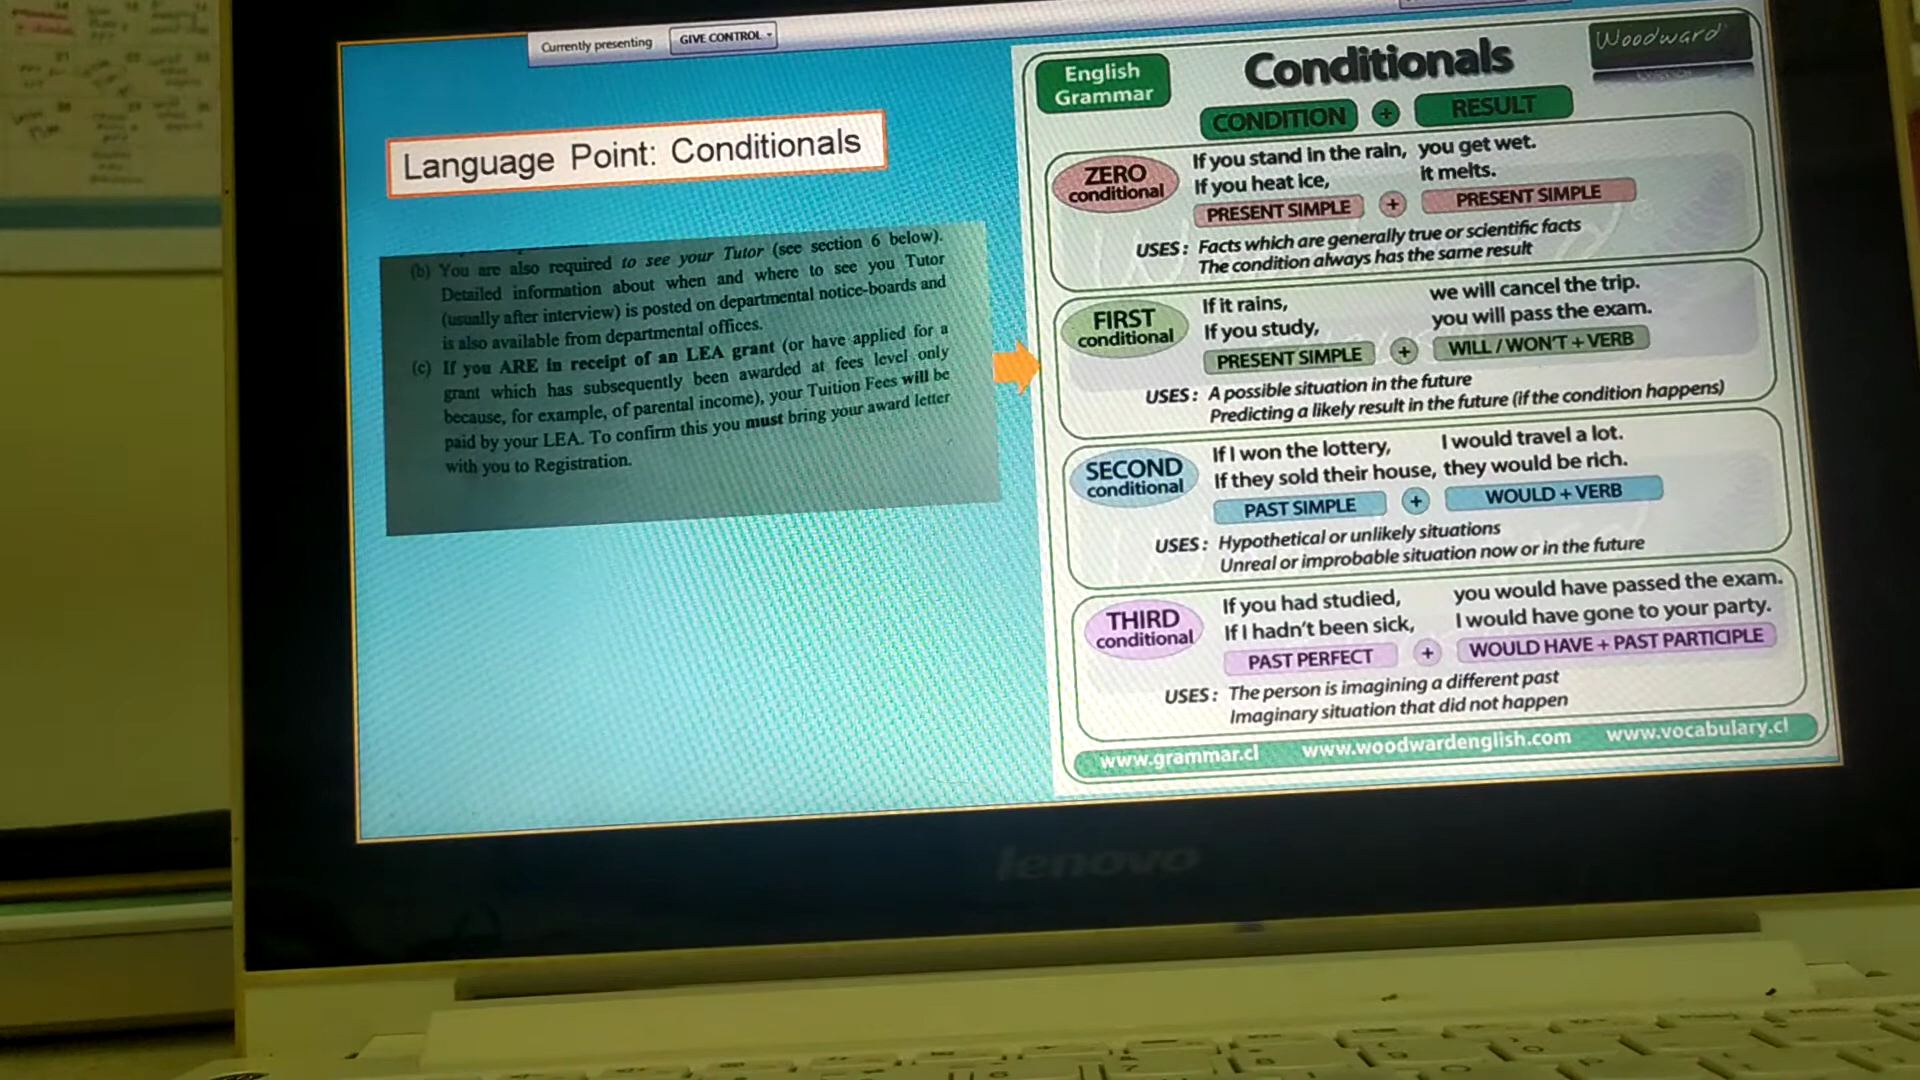 Currently presenting GIVE CONTROL
Language Point: Conditionals
(b) You are also required to see your Tutor (see section 6 below).
Detailed information about when and where to see you Tutor
(usually after interview) is posted on departmental notice-boards and
is also available from departmental offices.
(c) If you ARE in receipt of an LEA grant (or have applied for a
grant which has subsequently been awarded at fees level only
because, for example, of parental income), your Tuition Fees will be
paid by your LEA. To confirm this you must bring your award letter
with you to Registration.
English
Grammar
Conditionals
Woodward
CONDITION + RESULT
ZERO
conditional
If you stand in the rain, you get wet.
If you heat ice, it melts.
PRESENT SIMPLE + PRESENT SIMPLE
USES: Facts which are generally true or scientific facts
The condition always has the same result
FIRST
conditional
If it rains, we will cancel the trip.
If you study, you will pass the exam.
PRESENT SIMPLE + WILL / WON'T + VERB
USES: A possible situation in the future
Predicting a likely result in the future (if the condition happens)
SECOND
conditional
If I won the lottery, I would travel a lot.
If they sold their house, they would be rich.
PAST SIMPLE + WOULD + VERB
USES: Hypothetical or unlikely situations
Unreal or improbable situation now or in the future
THIRD
conditional
If you had studied, you would have passed the exam.
If I hadn't been sick, I would have gone to your party.
PAST PERFECT + WOULD HAVE + PAST PARTICIPLE
USES: The person is imagining a different past
Imaginary situation that did not happen
www.grammar.cl www.woodwardenglish.com www.vocabulary.cl
lenovo